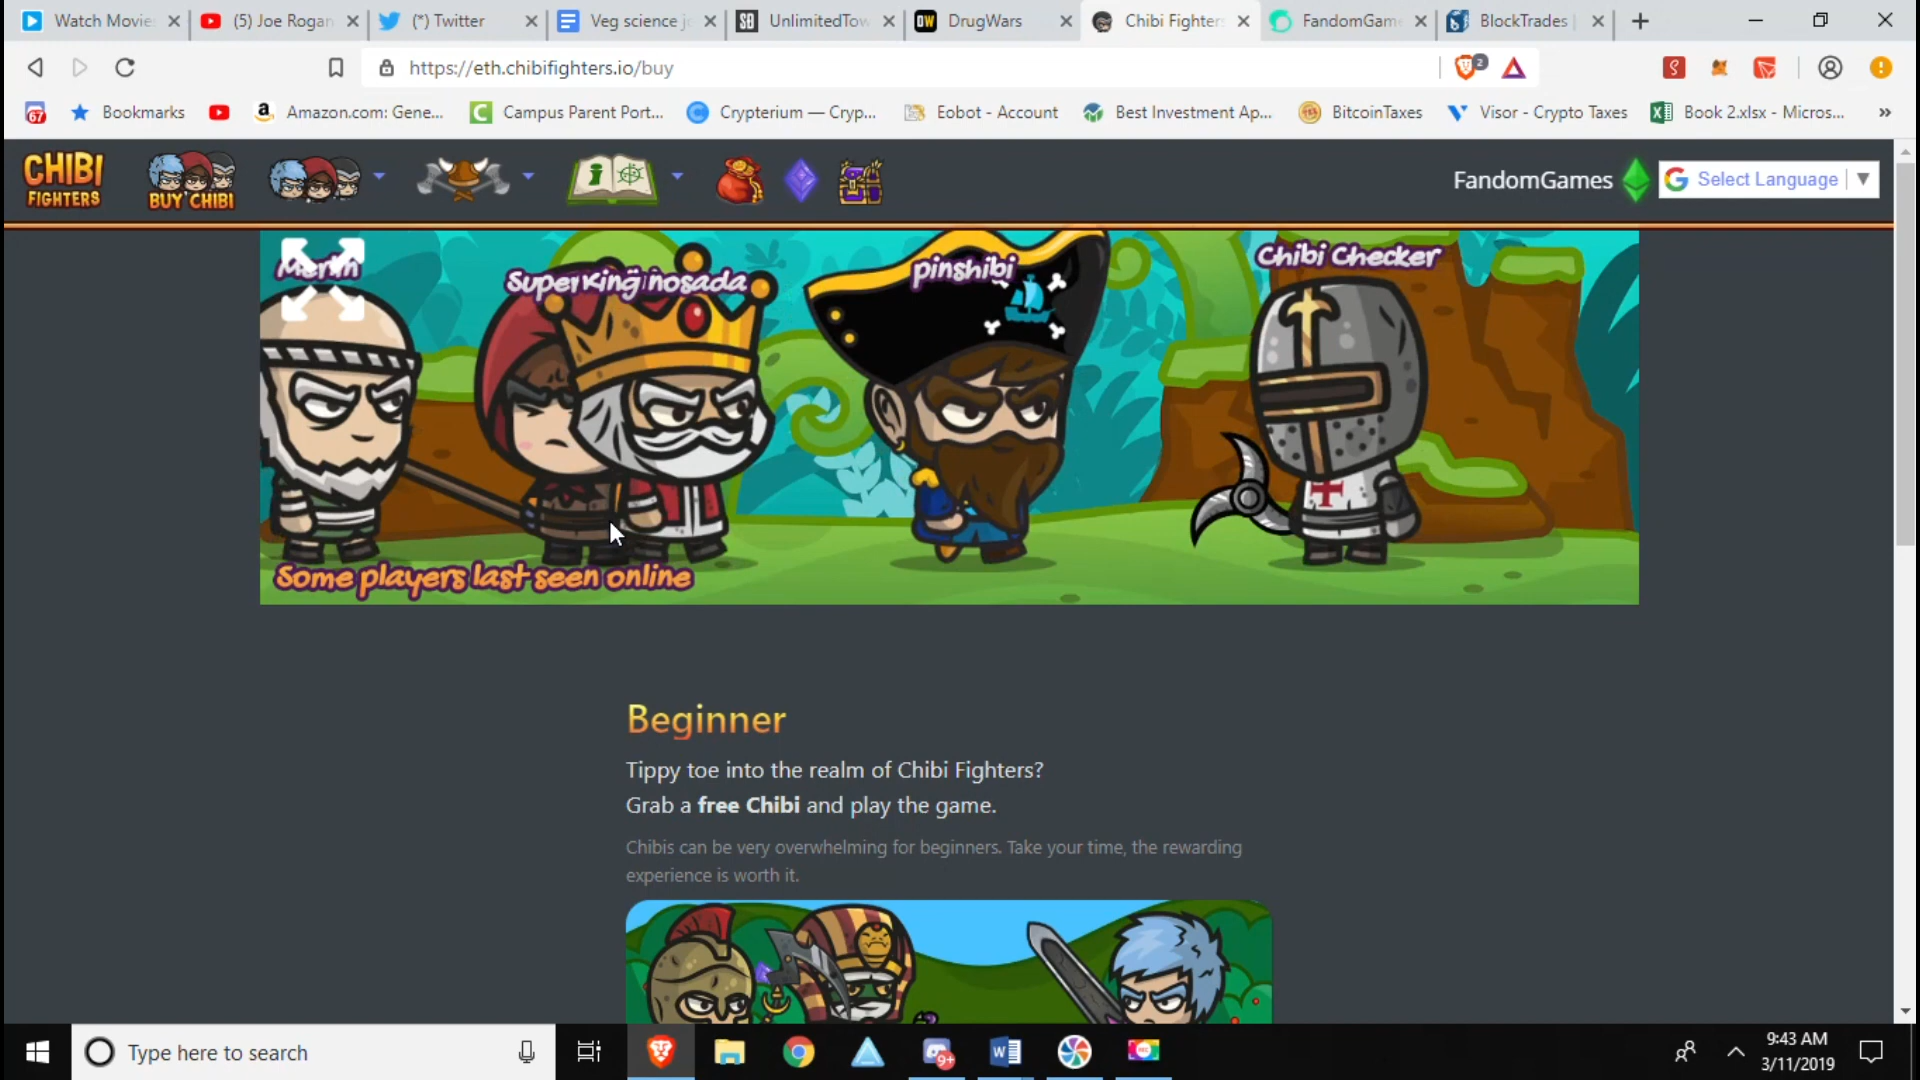 Watch Movie
(5) Joe Rogan
(*) Twitter
Veg science j
UnlimitedTow
DrugWars
Chibi Fighters
FandomGam
BlockTrades
https://eth.chibifighters.io/buy
2
67
Bookmarks
Amazon.com: Gene...
Campus Parent Port...
Crypterium — Cryp...
Eobot - Account
Best Investment Ap...
BitcoinTaxes
Visor - Crypto Taxes
Book 2.xlsx - Micros...
CHIBI
FIGHTERS
BUY CHIBI
FandomGames
Select Language
Merlin
pinshibi
Chibi Checker
Some players last seen online
Beginner
Tippy toe into the realm of Chibi Fighters?
Grab a free Chibi and play the game.
Chibis can be very overwhelming for beginners. Take your time, the rewarding
experience is worth it.
Type here to search
9+
9:43 AM
3/11/2019